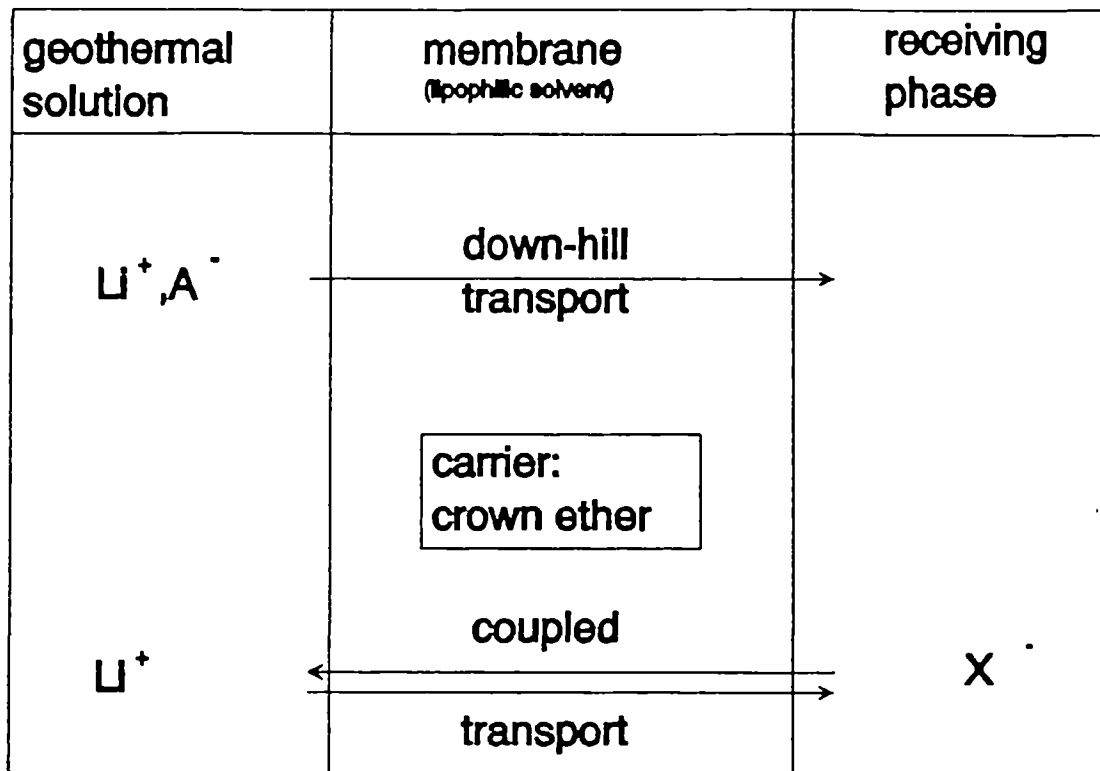 geothermal
solution
membrane
(lipophilic solvent)
receiving
phase
Li⁺,A⁻
down-hill
transport
carrier:
crown ether
coupled
transport
Li⁺
X⁻